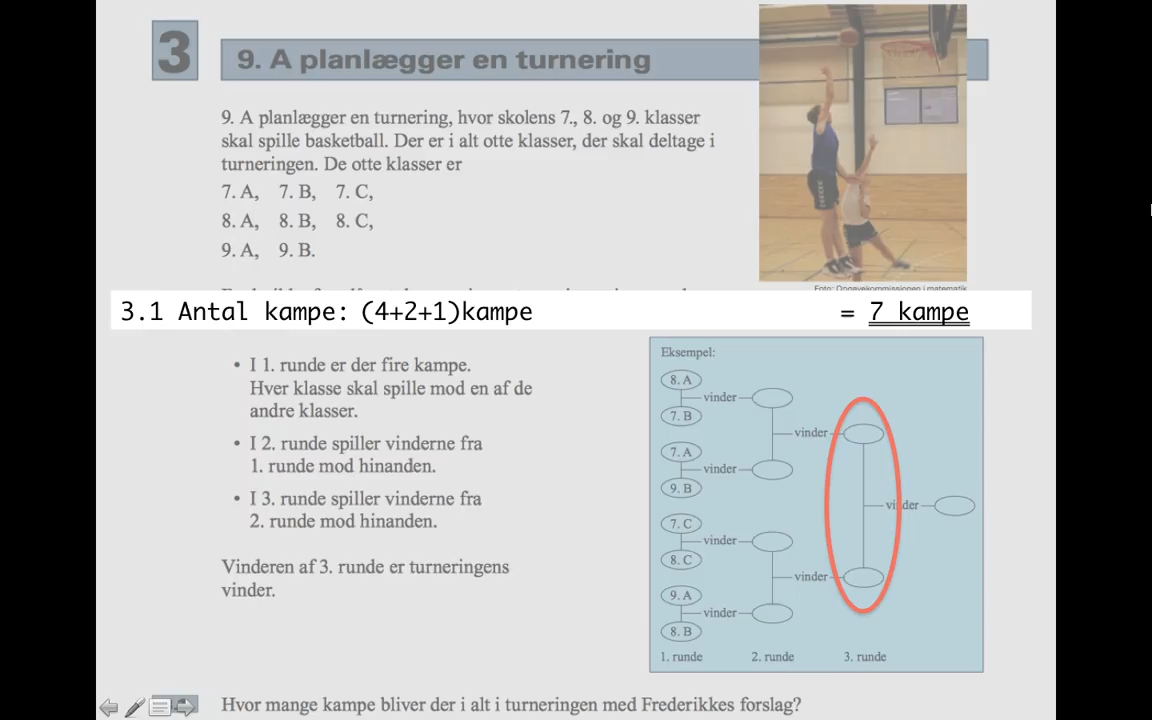 3
9. A planlægger en turnering
9. A planlægger en turnering, hvor skolens 7., 8. og 9. klasser
skal spille basketball. Der er i alt otte klasser, der skal deltage i
turneringen. De otte klasser er
7. A, 7. B, 7. C,
8. A, 8. B, 8. C,
9. A, 9. B.
Foto: Opgavekommissionen i matematik
3.1 Antal kampe: (4+2+1)kampe = 7 kampe
• I 1. runde er der fire kampe.
Hver klasse skal spille mod en af de
andre klasser.
• I 2. runde spiller vinderne fra
1. runde mod hinanden.
• I 3. runde spiller vinderne fra
2. runde mod hinanden.
Vinderen af 3. runde er turneringens
vinder.
Eksempel:
8. A
vinder
7. B
vinder
7. A
vinder
9. B
vinder
7. C
vinder
8. C
vinder
9. A
vinder
8. B
1. runde 2. runde 3. runde
Hvor mange kampe bliver der i alt i turneringen med Frederikkes forslag?